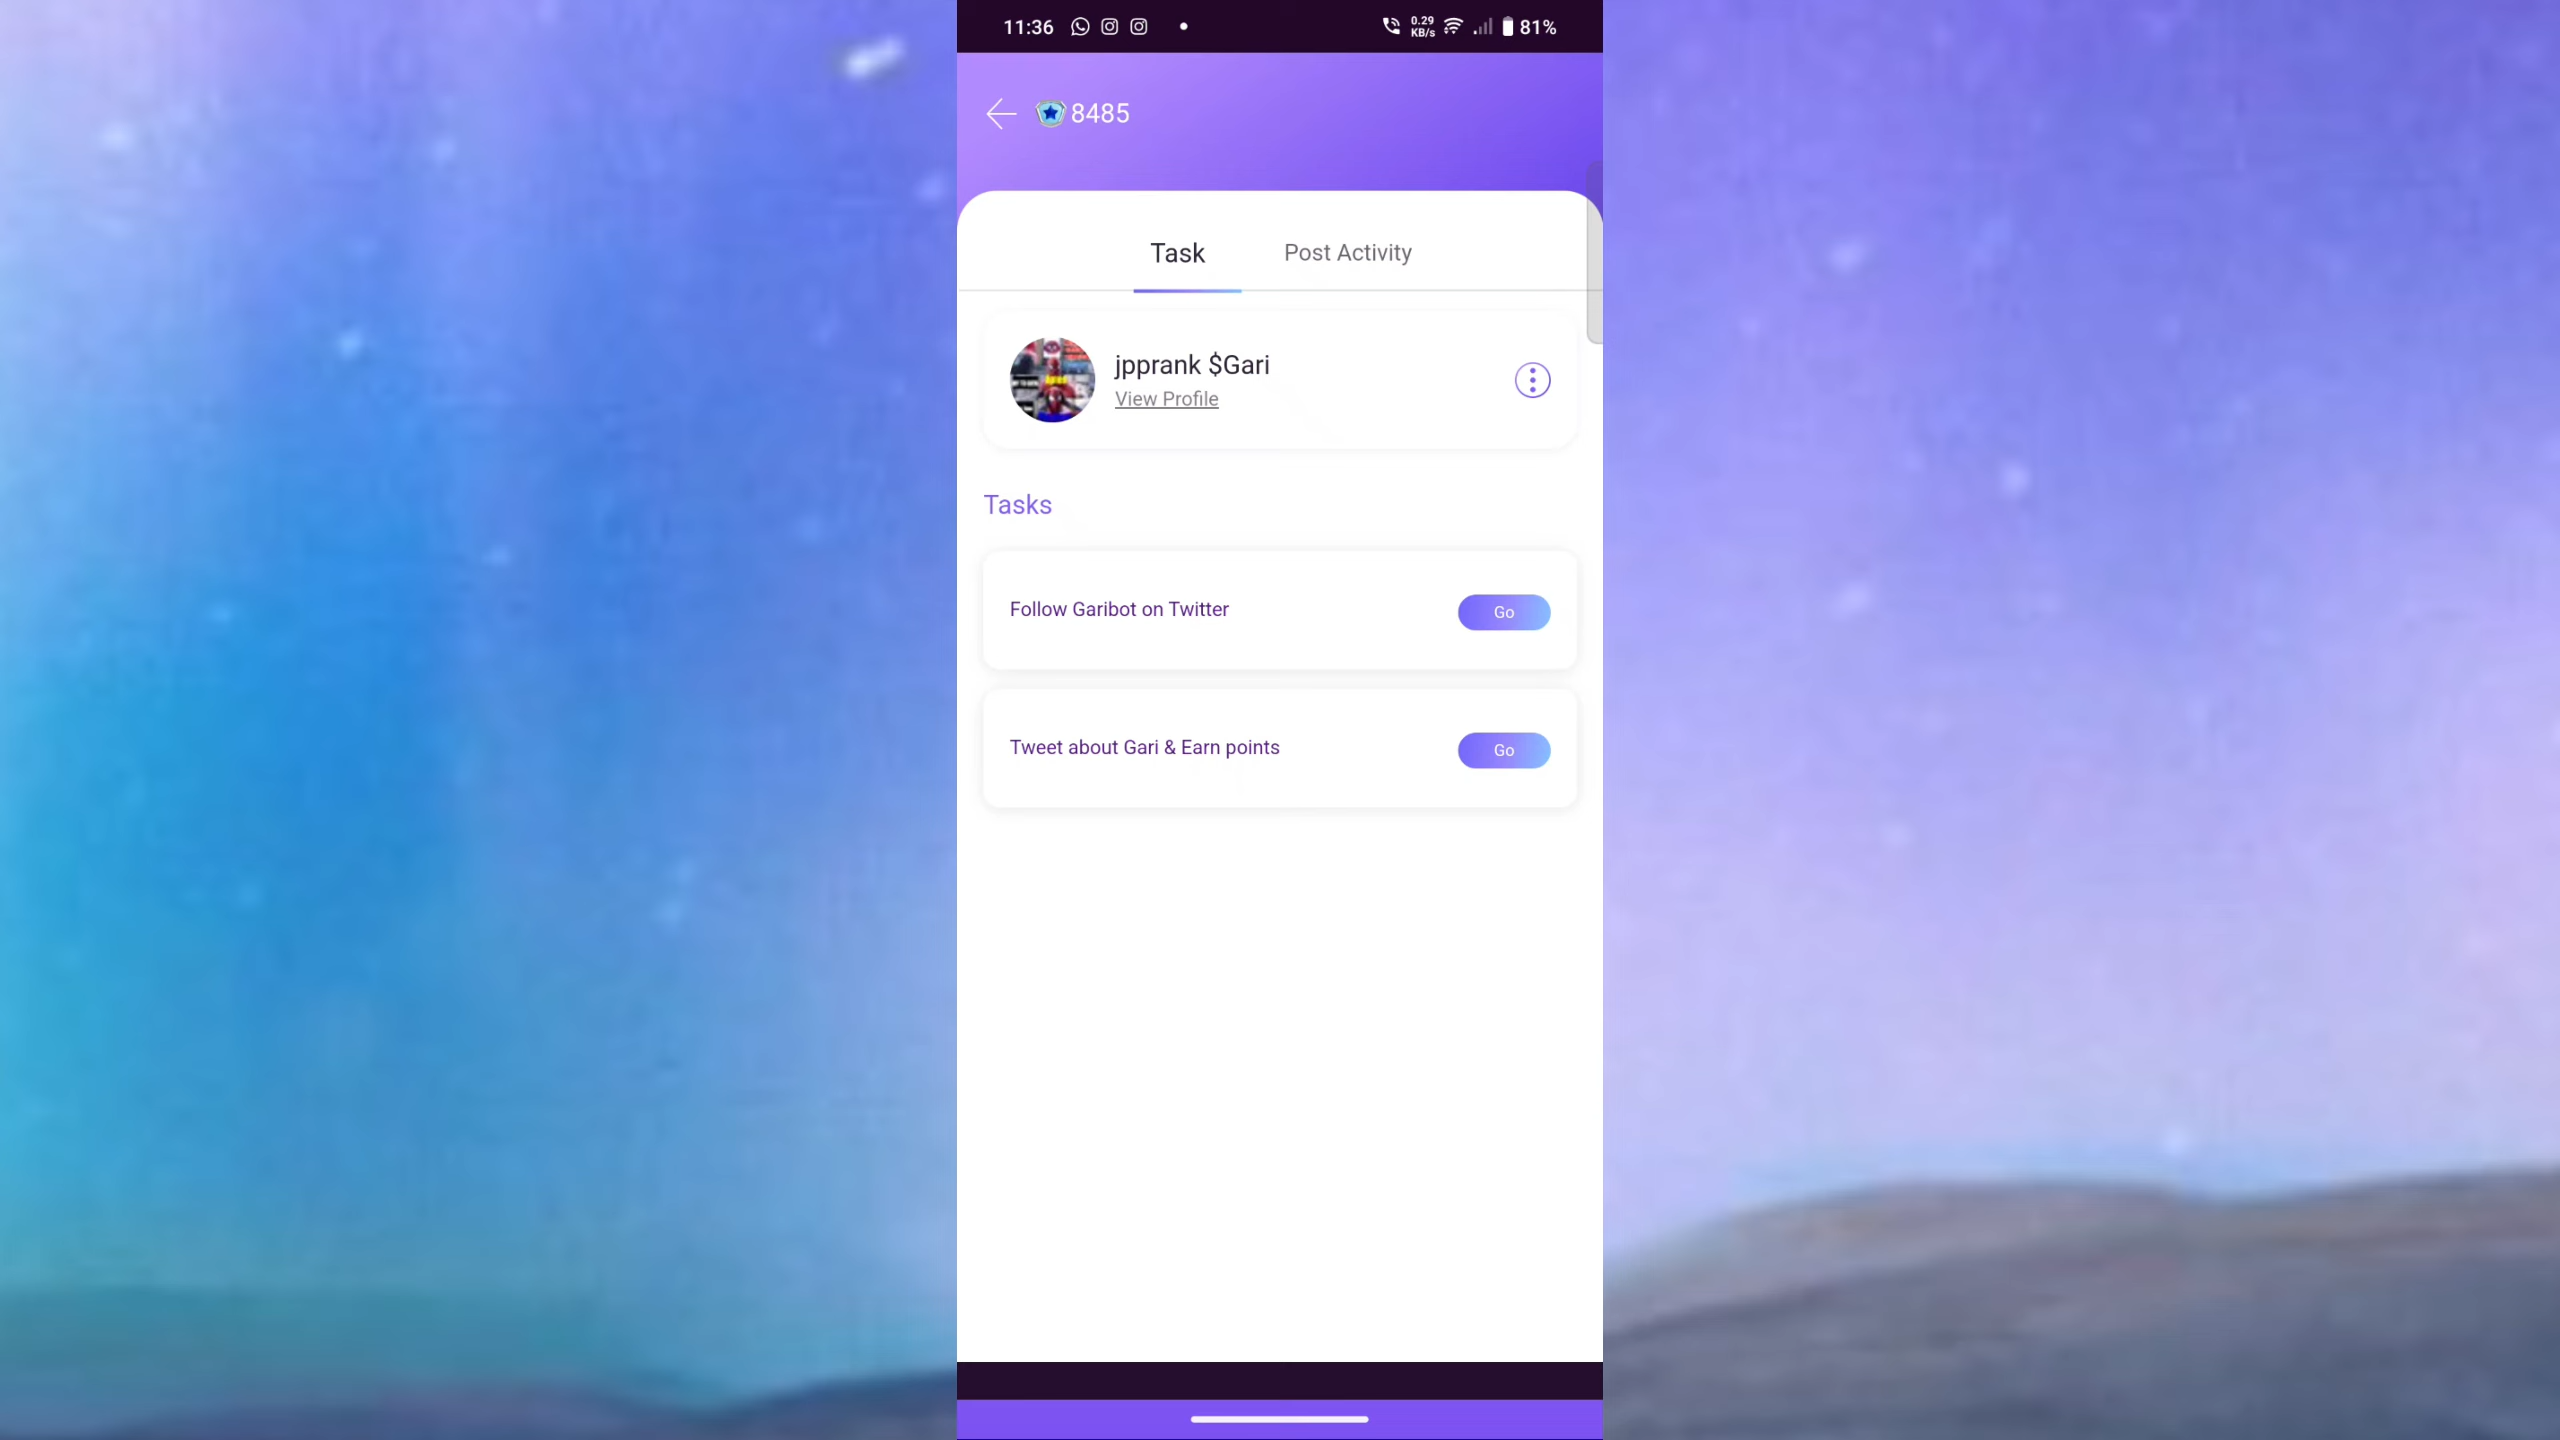 11:36
0.29 KB/s
81%
8485
Task
Post Activity
jpprank $Gari
View Profile
Tasks
Follow Garibot on Twitter
Go
Tweet about Gari & Earn points
Go